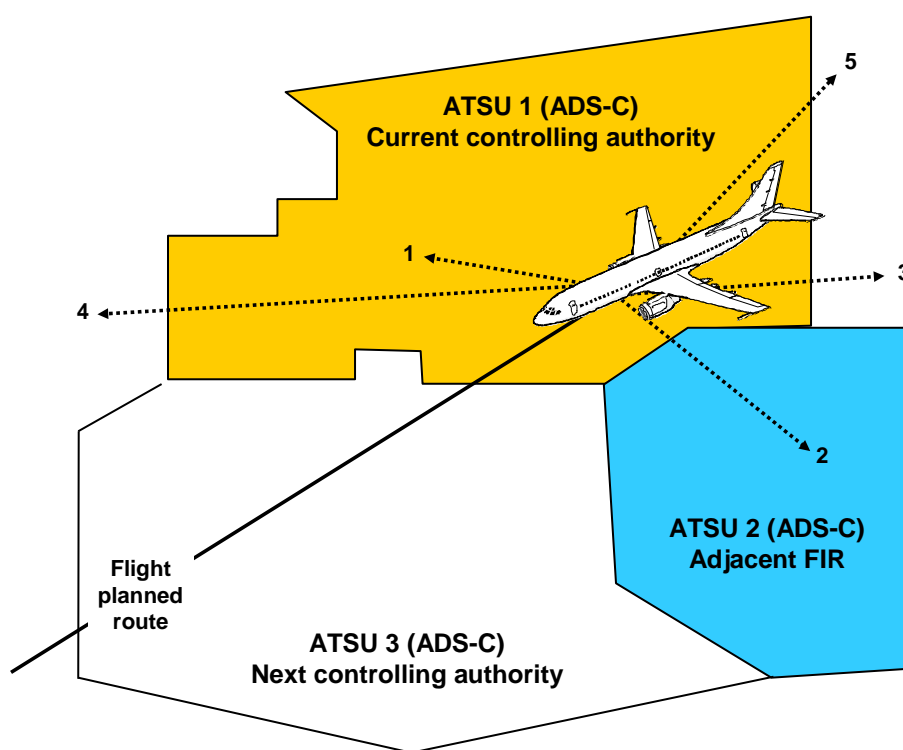 5
ATSU 1 (ADS-C)
Current controlling authority
1
3
4
2
ATSU 2 (ADS-C)
Adjacent FIR
Flight
planned
route
ATSU 3 (ADS-C)
Next controlling authority